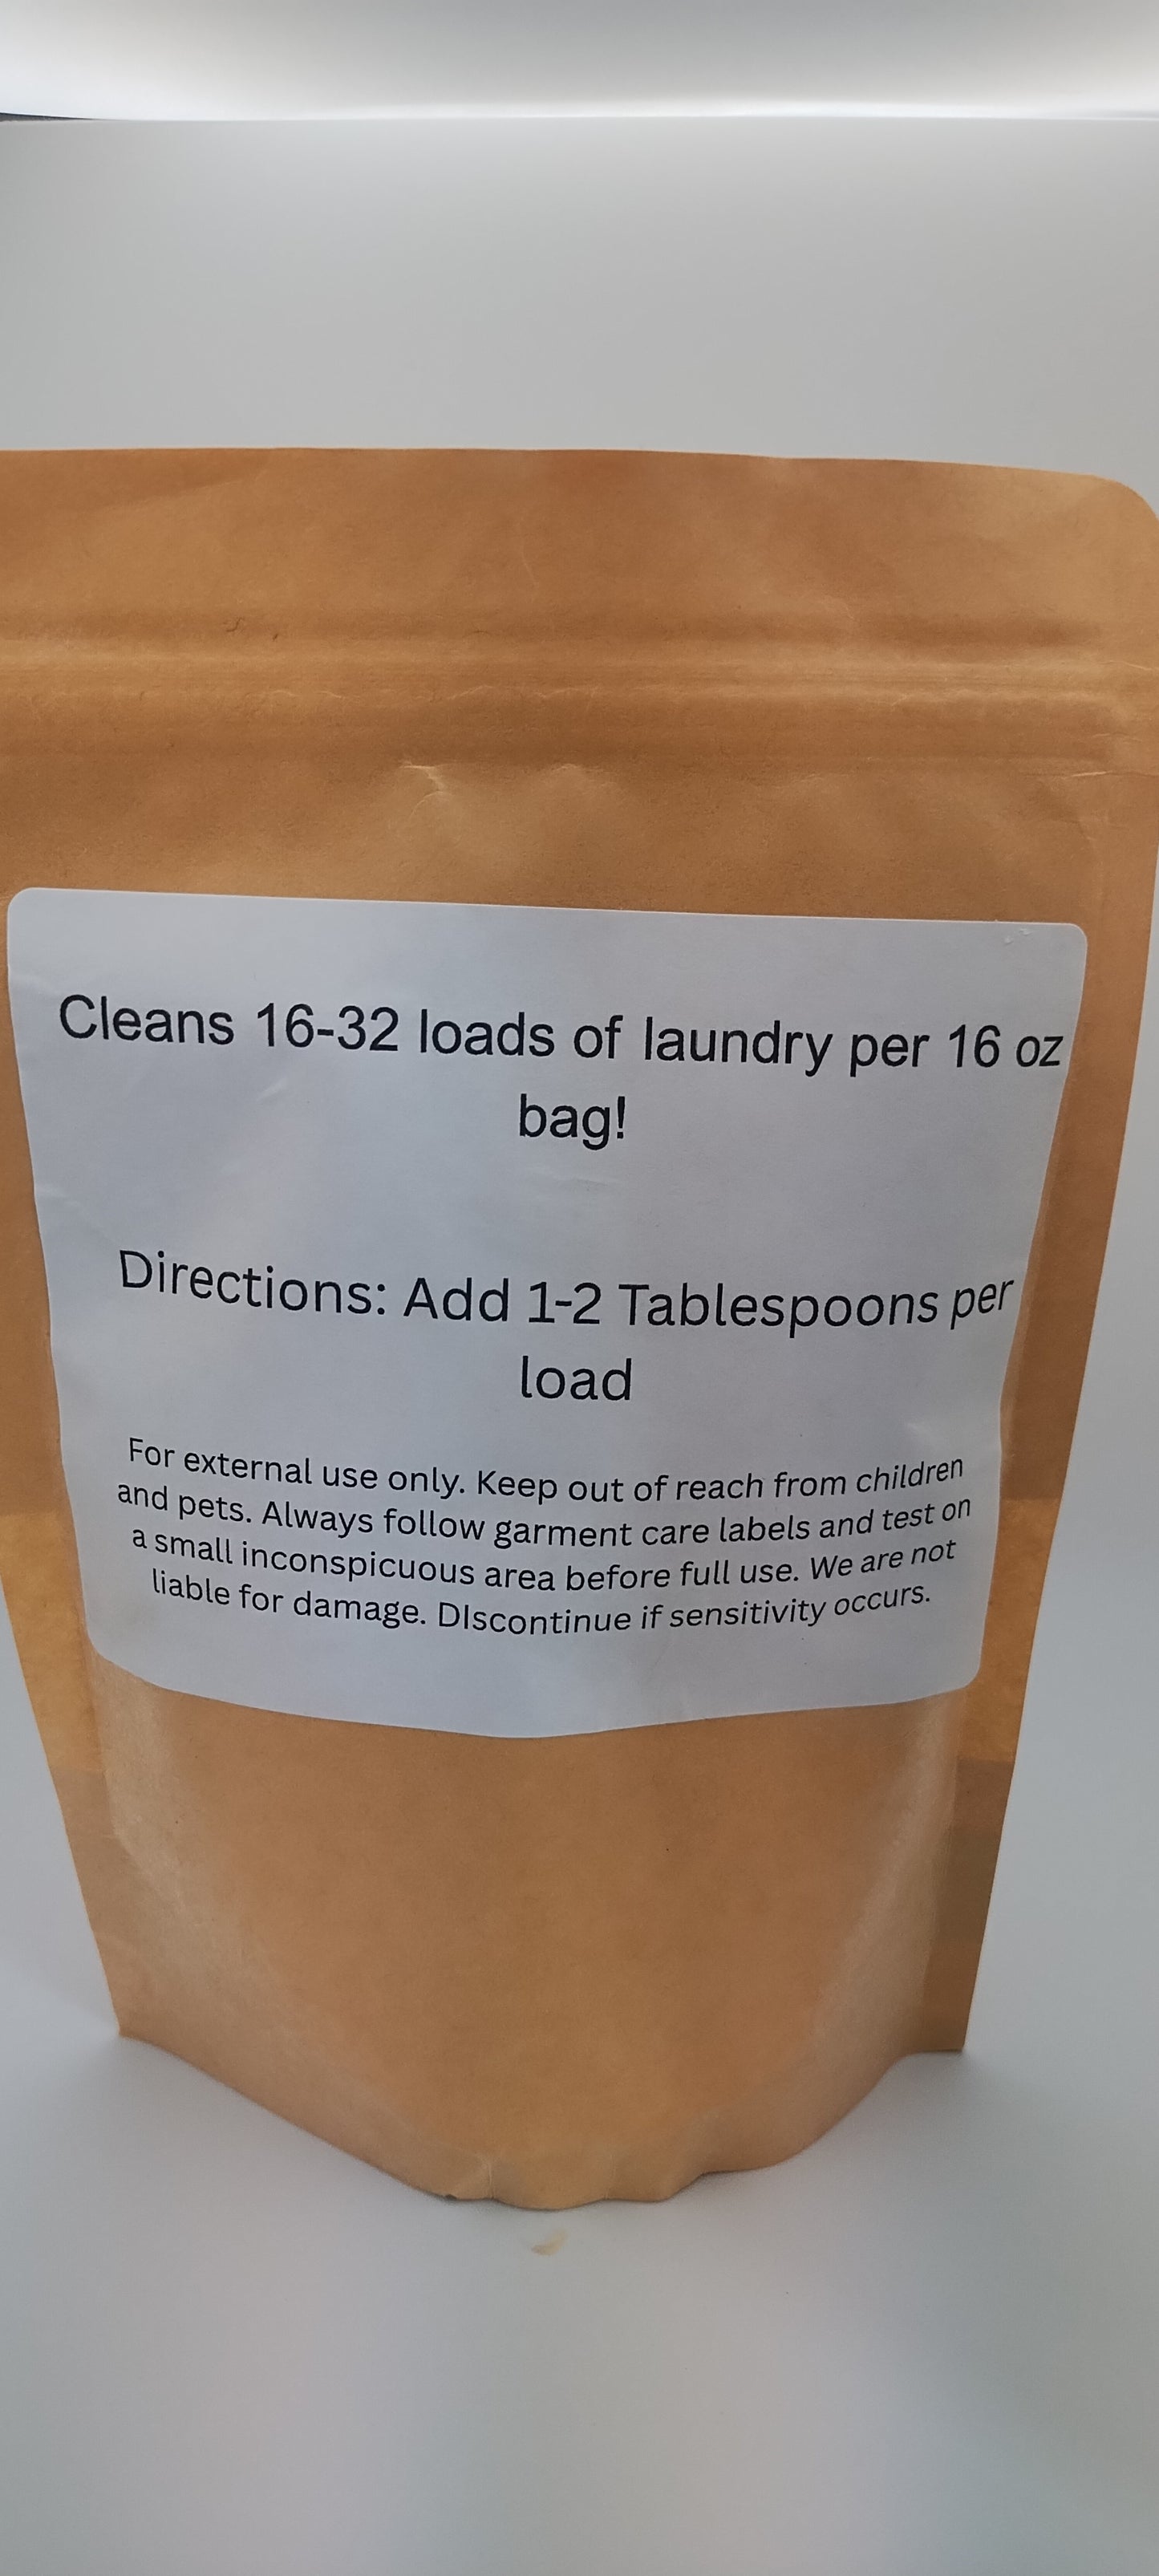 Cleans 16-32 loads of laundry per 16 oz
bag!
Directions: Add 1-2 Tablespoons per
load
For external use only. Keep out of reach from children
and pets. Always follow garment care labels and test on
a small inconspicuous area before full use. We are not
liable for damage. DIscontinue if sensitivity occurs.